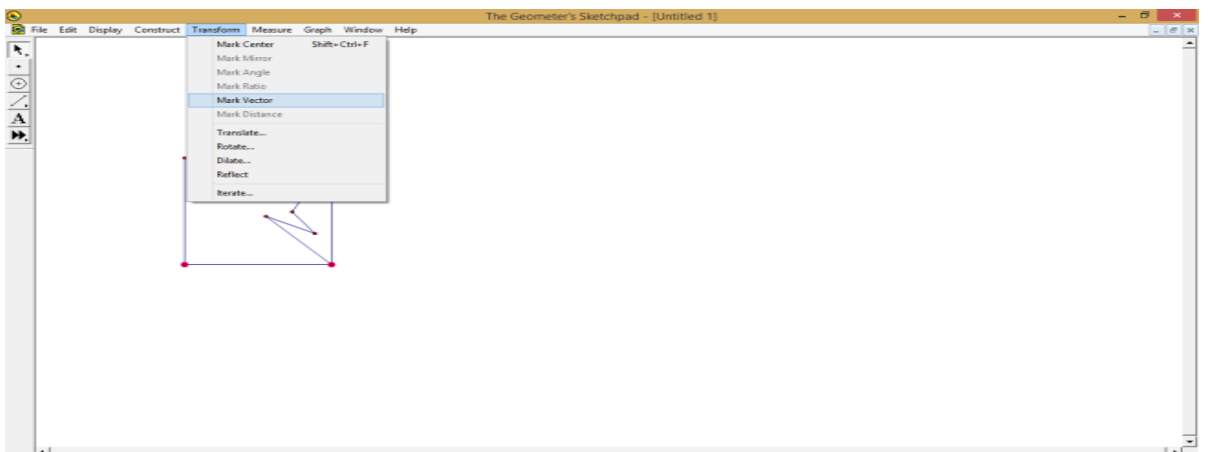 The Geometer's Sketchpad - [Untitled 1]
File Edit Display Construct Transform Measure Graph Window Help
Mark Center Shift+Ctrl+F
Mark Mirror
Mark Angle
Mark Ratio
Mark Vector
Mark Distance
Translate...
Rotate...
Dilate...
Reflect
Iterate...
A